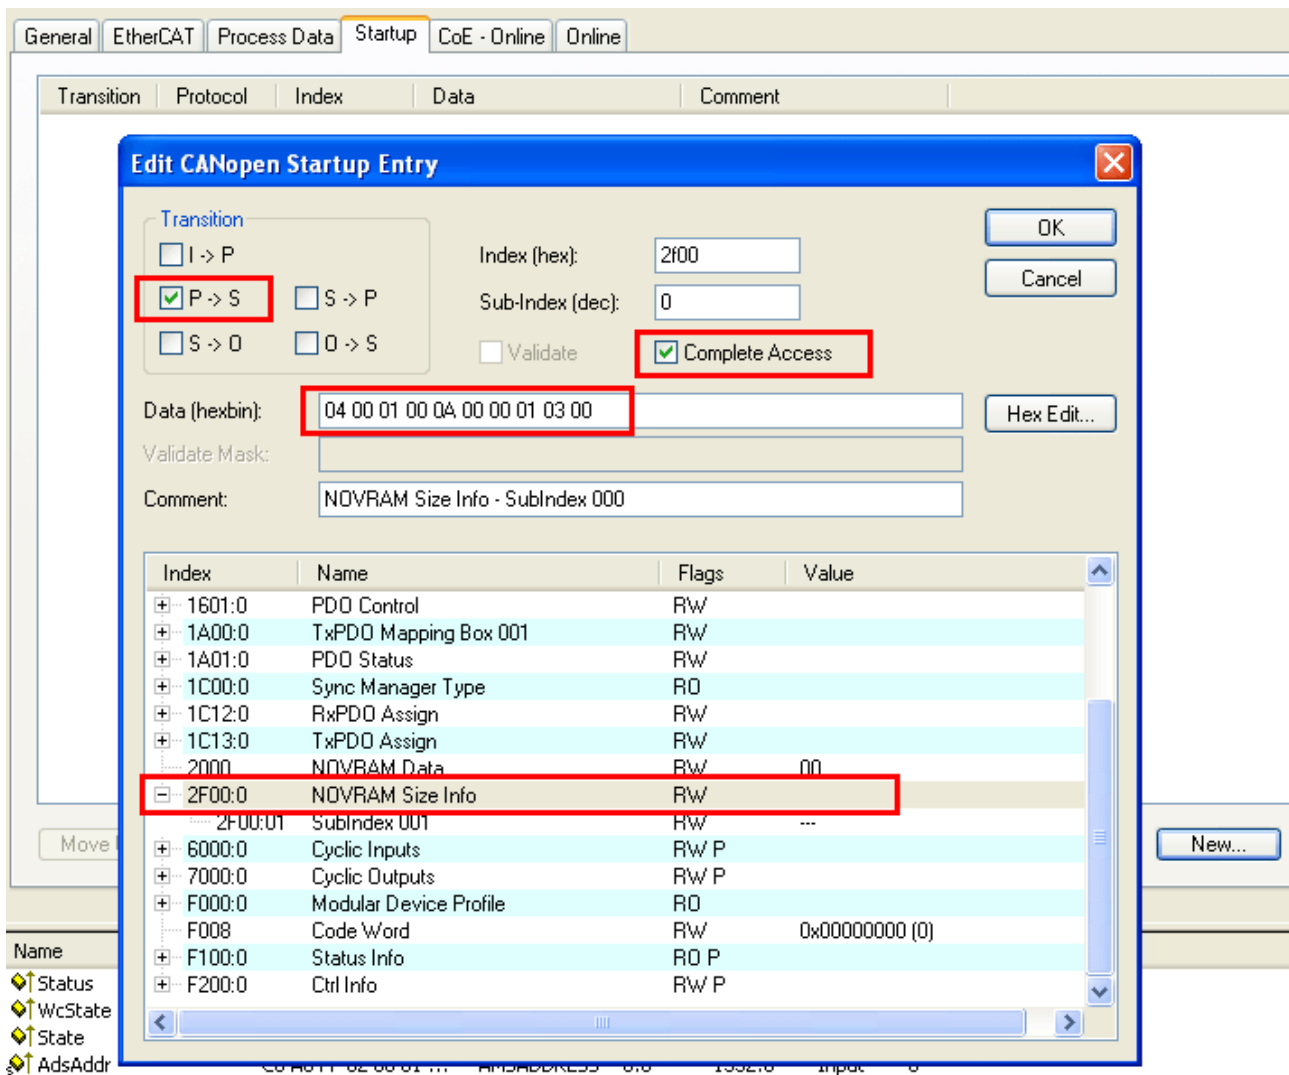 General EtherCAT Process Data Startup CoE - Online Online
Transition Protocol Index Data Comment
Edit CANopen Startup Entry
Transition
I -> P
P -> S
S -> P
S -> O
O -> S
Index (hex): 2f00
Sub-Index (dec): 0
Validate
Complete Access
OK
Cancel
Data (hexbin): 04 00 01 00 0A 00 00 01 03 00
Hex Edit...
Validate Mask:
Comment: NOVRAM Size Info - SubIndex 000
Index Name Flags Value
1601:0 PDO Control RW
1A00:0 TxPDO Mapping Box 001 RW
1A01:0 PDO Status RW
1C00:0 Sync Manager Type RO
1C12:0 RxPDO Assign RW
1C13:0 TxPDO Assign RW
2000 NOVRAM Data RW 00
2F00:0 NOVRAM Size Info RW
2F00:01 SubIndex 001 RW ---
6000:0 Cyclic Inputs RW P
7000:0 Cyclic Outputs RW P
F000:0 Modular Device Profile RO
F008 Code Word RW 0x00000000 (0)
F100:0 Status Info RO P
F200:0 Ctrl Info RW P
Move
New...
Name
Status
WcState
State
AdsAddr AMSADDRESS 1552.0 Input